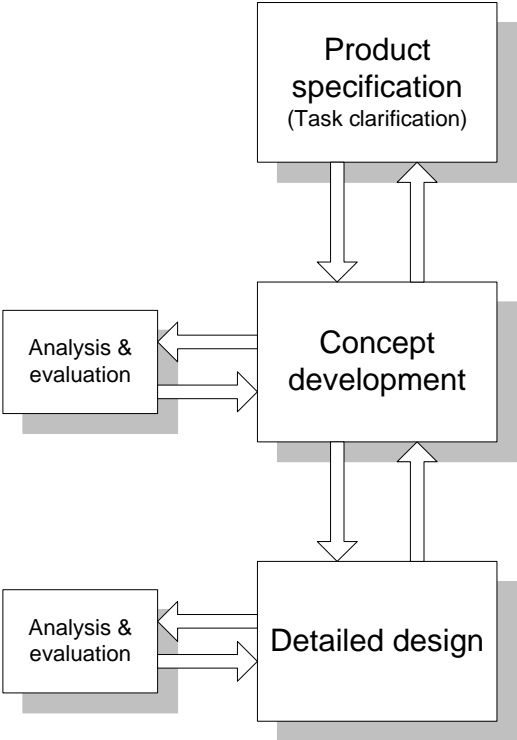 Product
specification
(Task clarification)
Analysis &
evaluation
Concept
development
Analysis &
evaluation
Detailed design